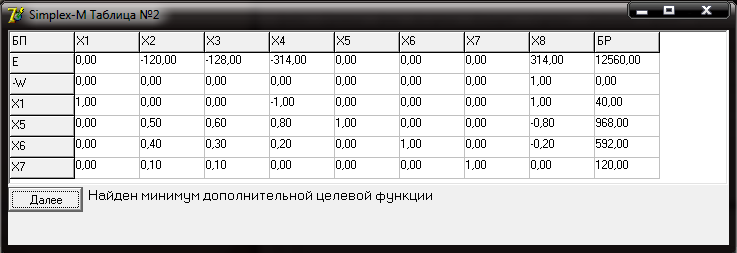 Simplex-M Таблица №2
БП X1 X2 X3 X4 X5 X6 X7 X8 БР
E 0,00 -120,00 -128,00 -314,00 0,00 0,00 0,00 314,00 12560,00
-W 0,00 0,00 0,00 0,00 0,00 0,00 0,00 1,00 0,00
X1 1,00 0,00 0,00 -1,00 0,00 0,00 0,00 1,00 40,00
X5 0,00 0,50 0,60 0,80 1,00 0,00 0,00 -0,80 968,00
X6 0,00 0,40 0,30 0,20 0,00 1,00 0,00 -0,20 592,00
X7 0,00 0,10 0,10 0,00 0,00 0,00 1,00 0,00 120,00
Далее Найден минимум дополнительной целевой функции